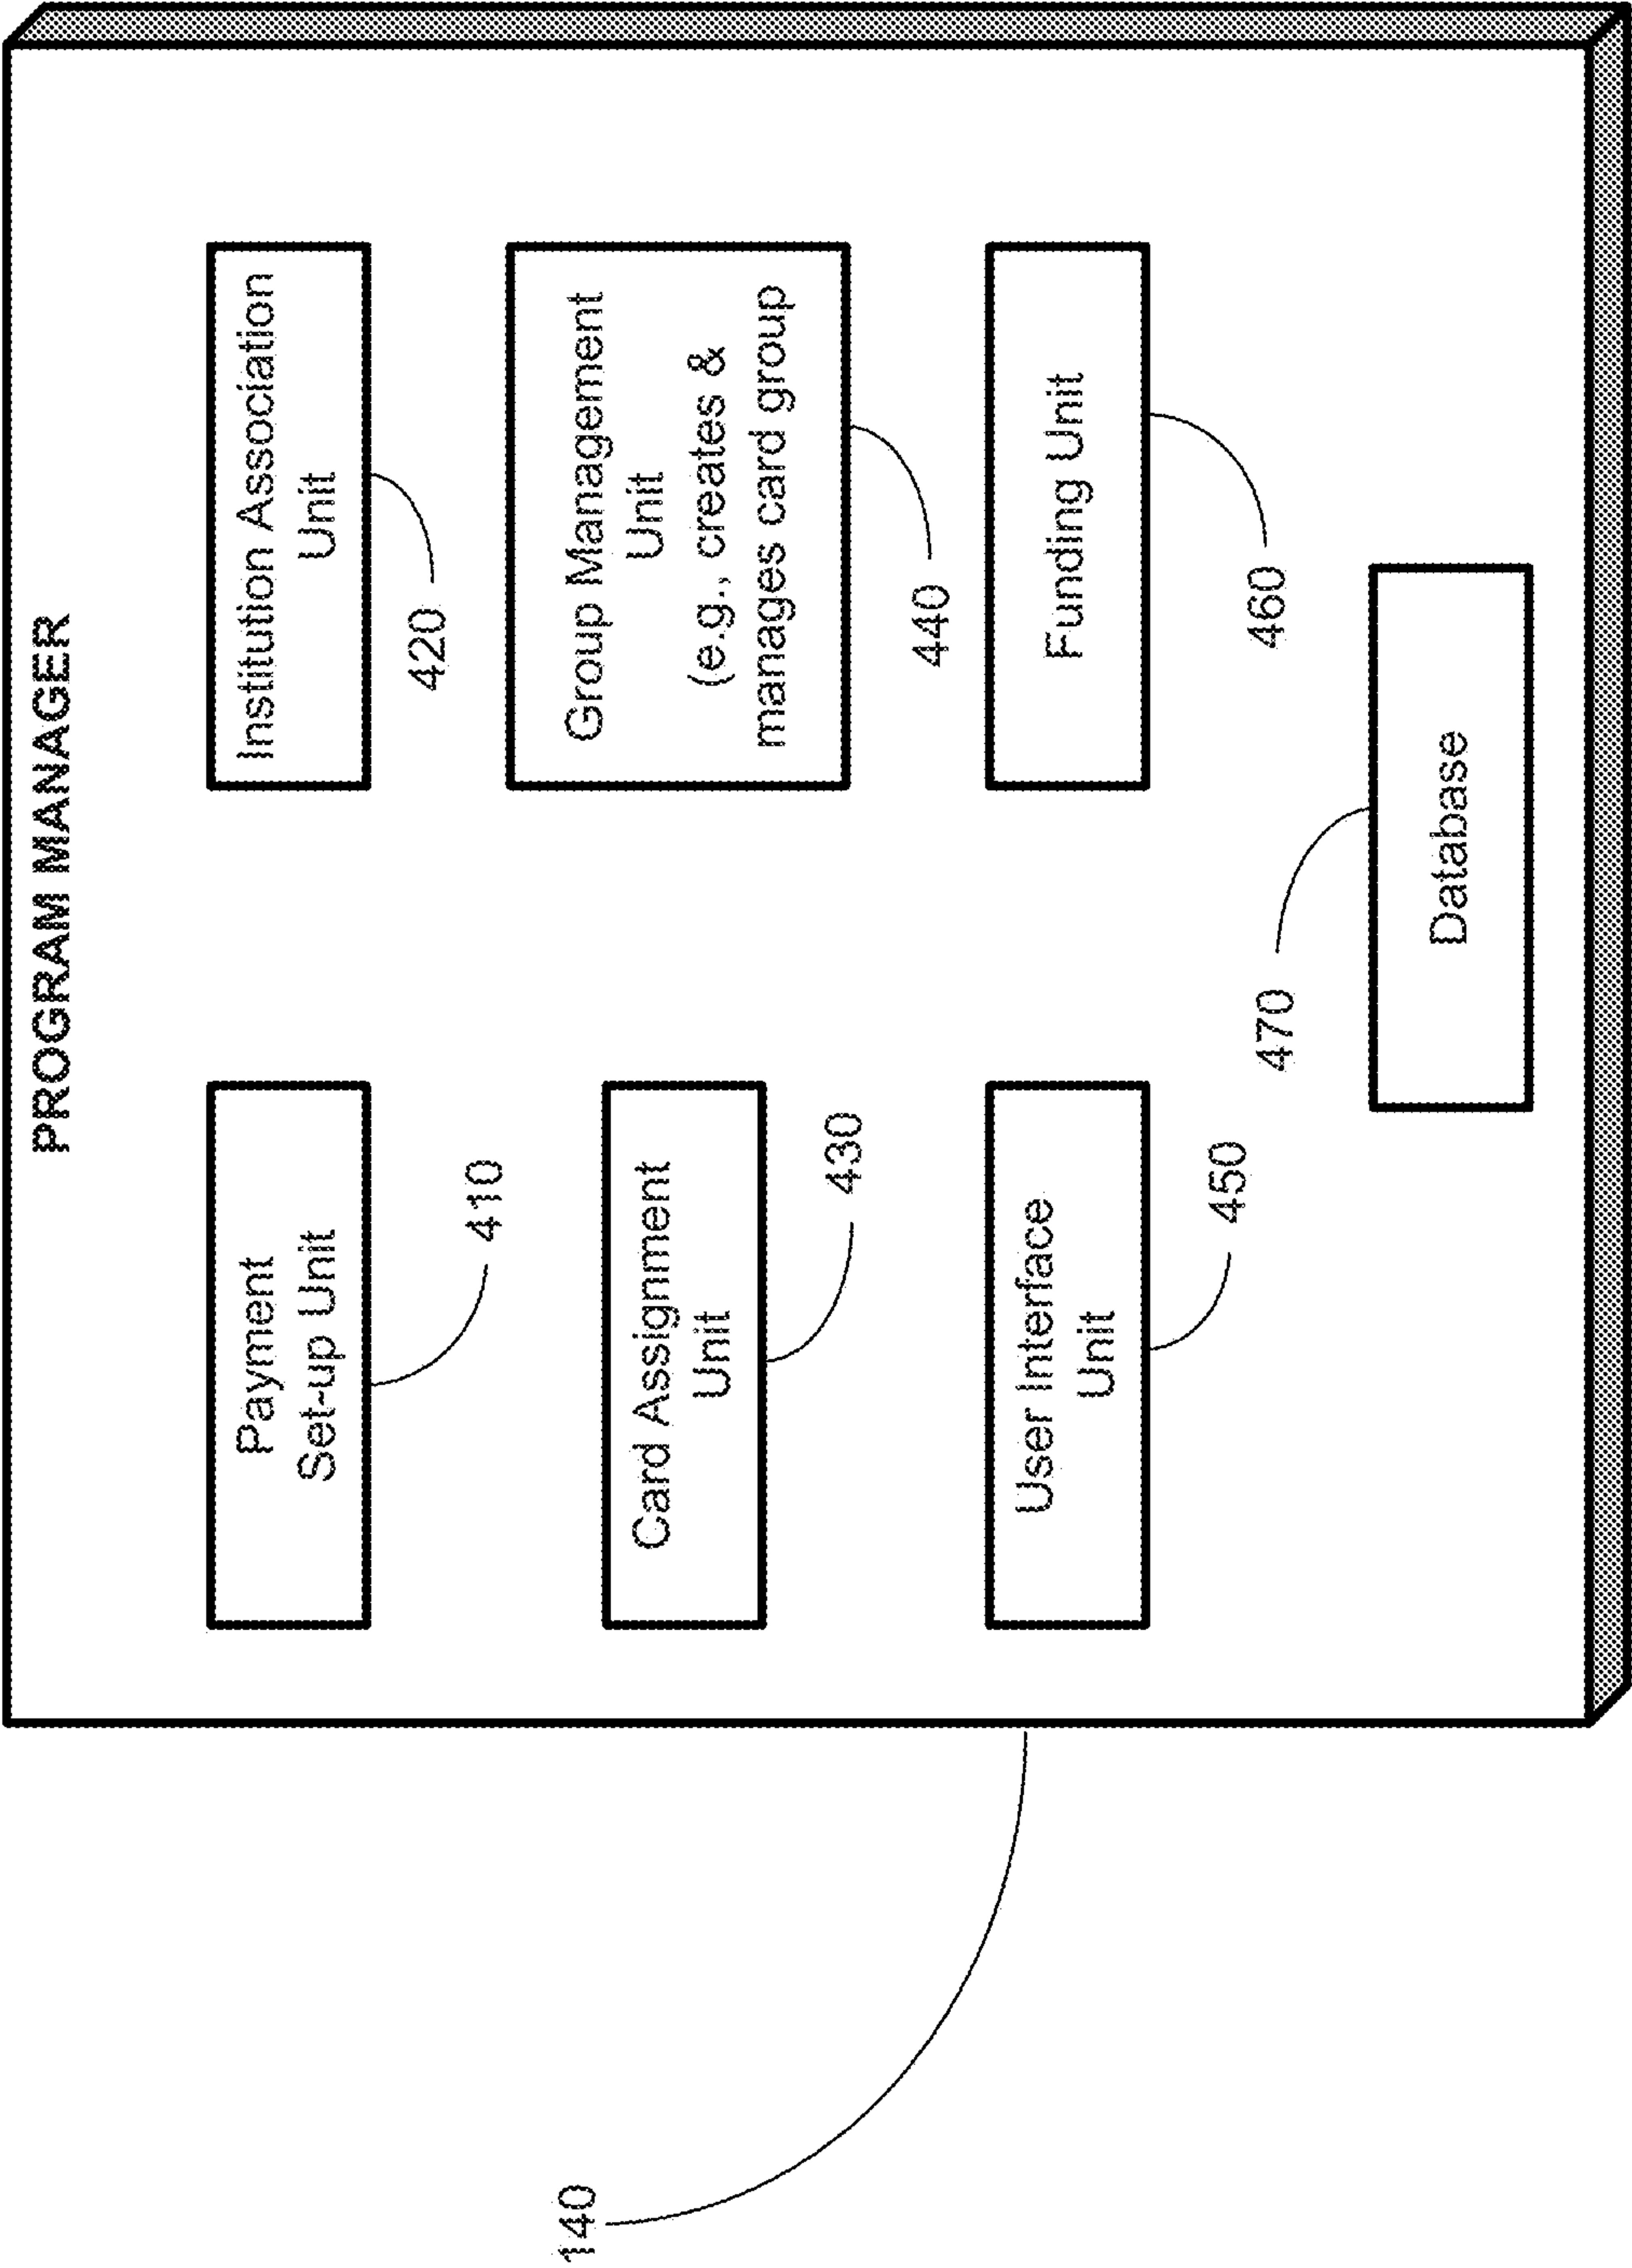 PROGRAM MANAGER
Payment
Set-up Unit
410
Institution Association
Unit
420
Card Assignment
Unit
430
Group Management
Unit
(e.g., creates &
manages card group
440
User Interface
Unit
450
Funding Unit
460
470
Database
140